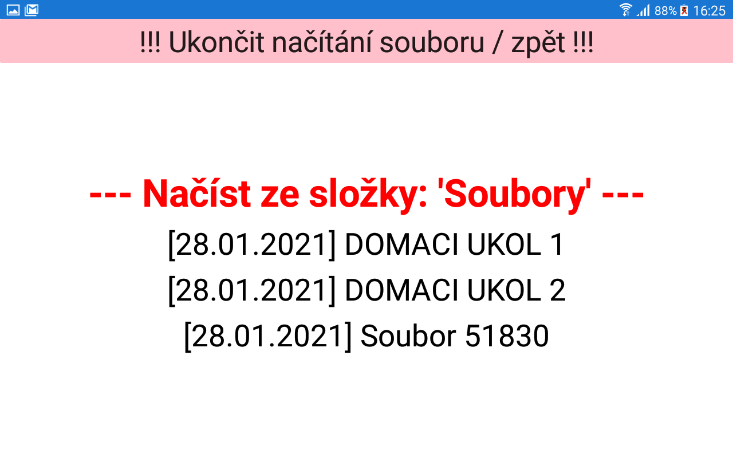 88% 16:25
!!! Ukončit načítání souboru / zpět !!!
--- Načíst ze složky: 'Soubory' ---
[28.01.2021] DOMACI UKOL 1
[28.01.2021] DOMACI UKOL 2
[28.01.2021] Soubor 51830